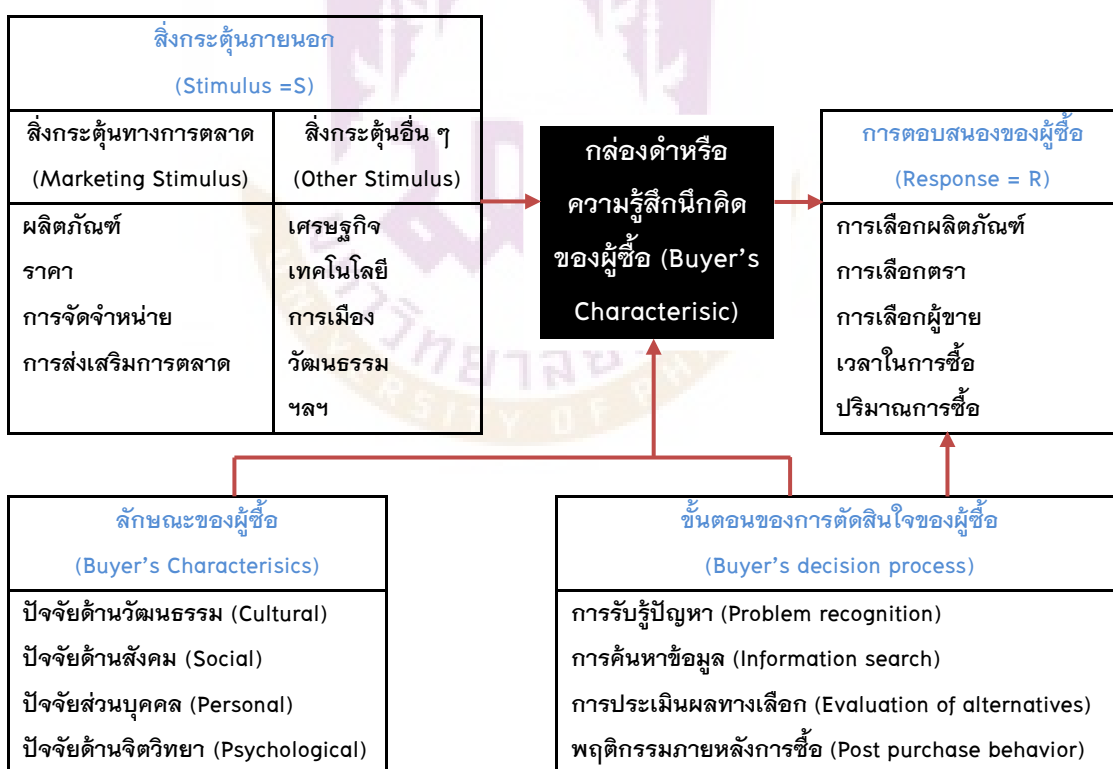 สิ่งกระตุ้นภายนอก
(Stimulus =S)
สิ่งกระตุ้นทางการตลาด
(Marketing Stimulus)
ผลิตภัณฑ์
ราคา
การจัดจำหน่าย
การส่งเสริมการตลาด
สิ่งกระตุ้นอื่น ๆ
(Other Stimulus)
เศรษฐกิจ
เทคโนโลยี
การเมือง
วัฒนธรรม
ฯลฯ
กล่องดำหรือ
ความรู้สึกนึกคิด
ของผู้ซื้อ (Buyer's
Characterisic)
การตอบสนองของผู้ซื้อ
(Response = R)
การเลือกผลิตภัณฑ์
การเลือกตรา
การเลือกผู้ขาย
เวลาในการซื้อ
ปริมาณการซื้อ
ลักษณะของผู้ซื้อ
(Buyer's Characterisics)
ปัจจัยด้านวัฒนธรรม (Cultural)
ปัจจัยด้านสังคม (Social)
ปัจจัยส่วนบุคคล (Personal)
ปัจจัยด้านจิตวิทยา (Psychological)
ขั้นตอนของการตัดสินใจของผู้ซื้อ
(Buyer's decision process)
การรับรู้ปัญหา (Problem recognition)
การค้นหาข้อมูล (Information search)
การประเมินผลทางเลือก (Evaluation of alternatives)
พฤติกรรมภายหลังการซื้อ (Post purchase behavior)